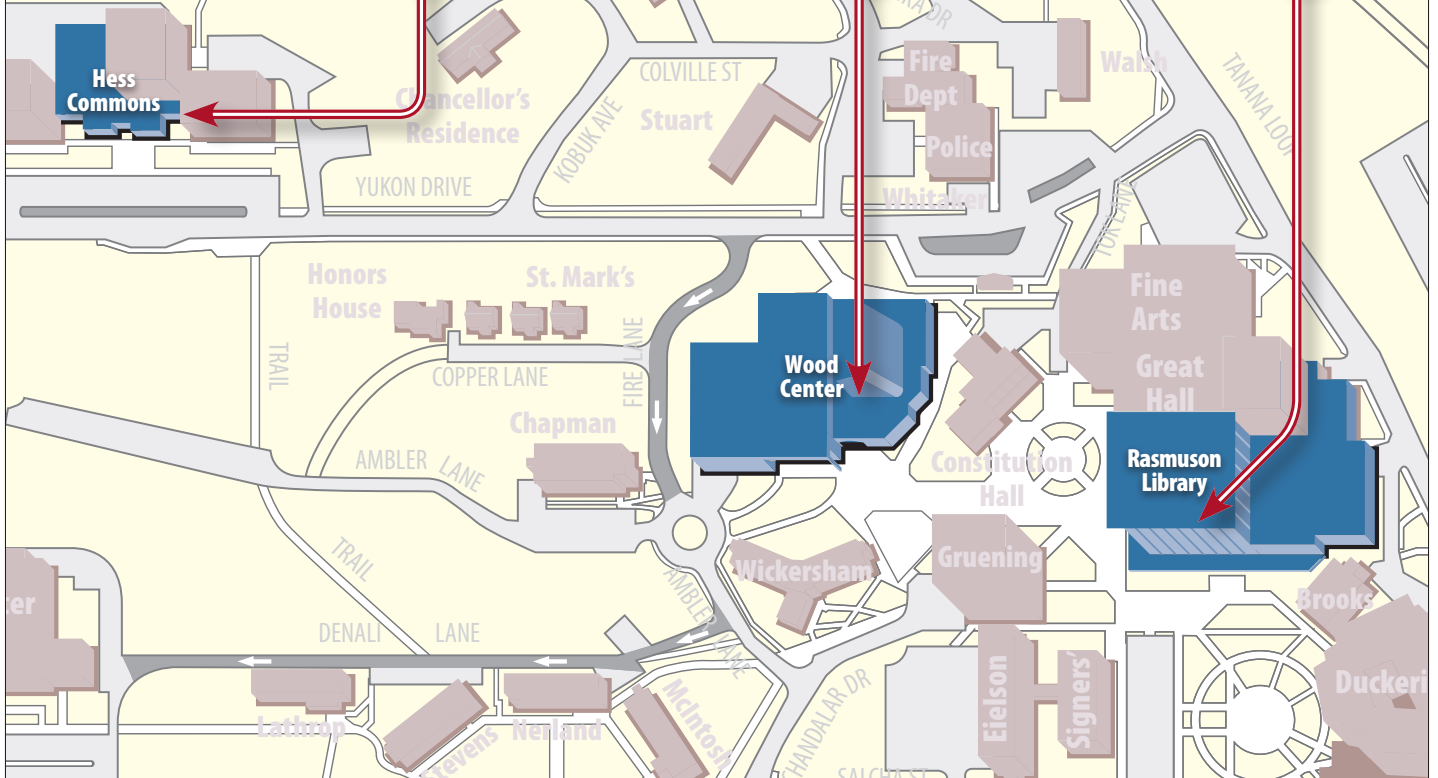 Hess
Commons
Chancellor's
Residence
COLVILLE ST
Stuart
KOBUK AVE
YUKON DRIVE
Fire
Dept
Police
Whitaker
Walsh
TANANA LOOP
TOK LANE
Honors
House
St. Mark's
TRAIL
COPPER LANE
FIRE LANE
Wood
Center
Fine
Arts
Great
Hall
Chapman
AMBLER LANE
Constitution
Hall
Rasmuson
Library
TRAIL
Wickersham
Gruening
AMBLER LANE
Brooks
DENALI LANE
Lathrop
Stevens
Nerland
McIntosh
CHANDALAR DR
Eielson
Signers'
SALCHA ST